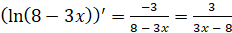 (ln(8 − 3x))′ = −3/(8 − 3x) = 3/(3x − 8)